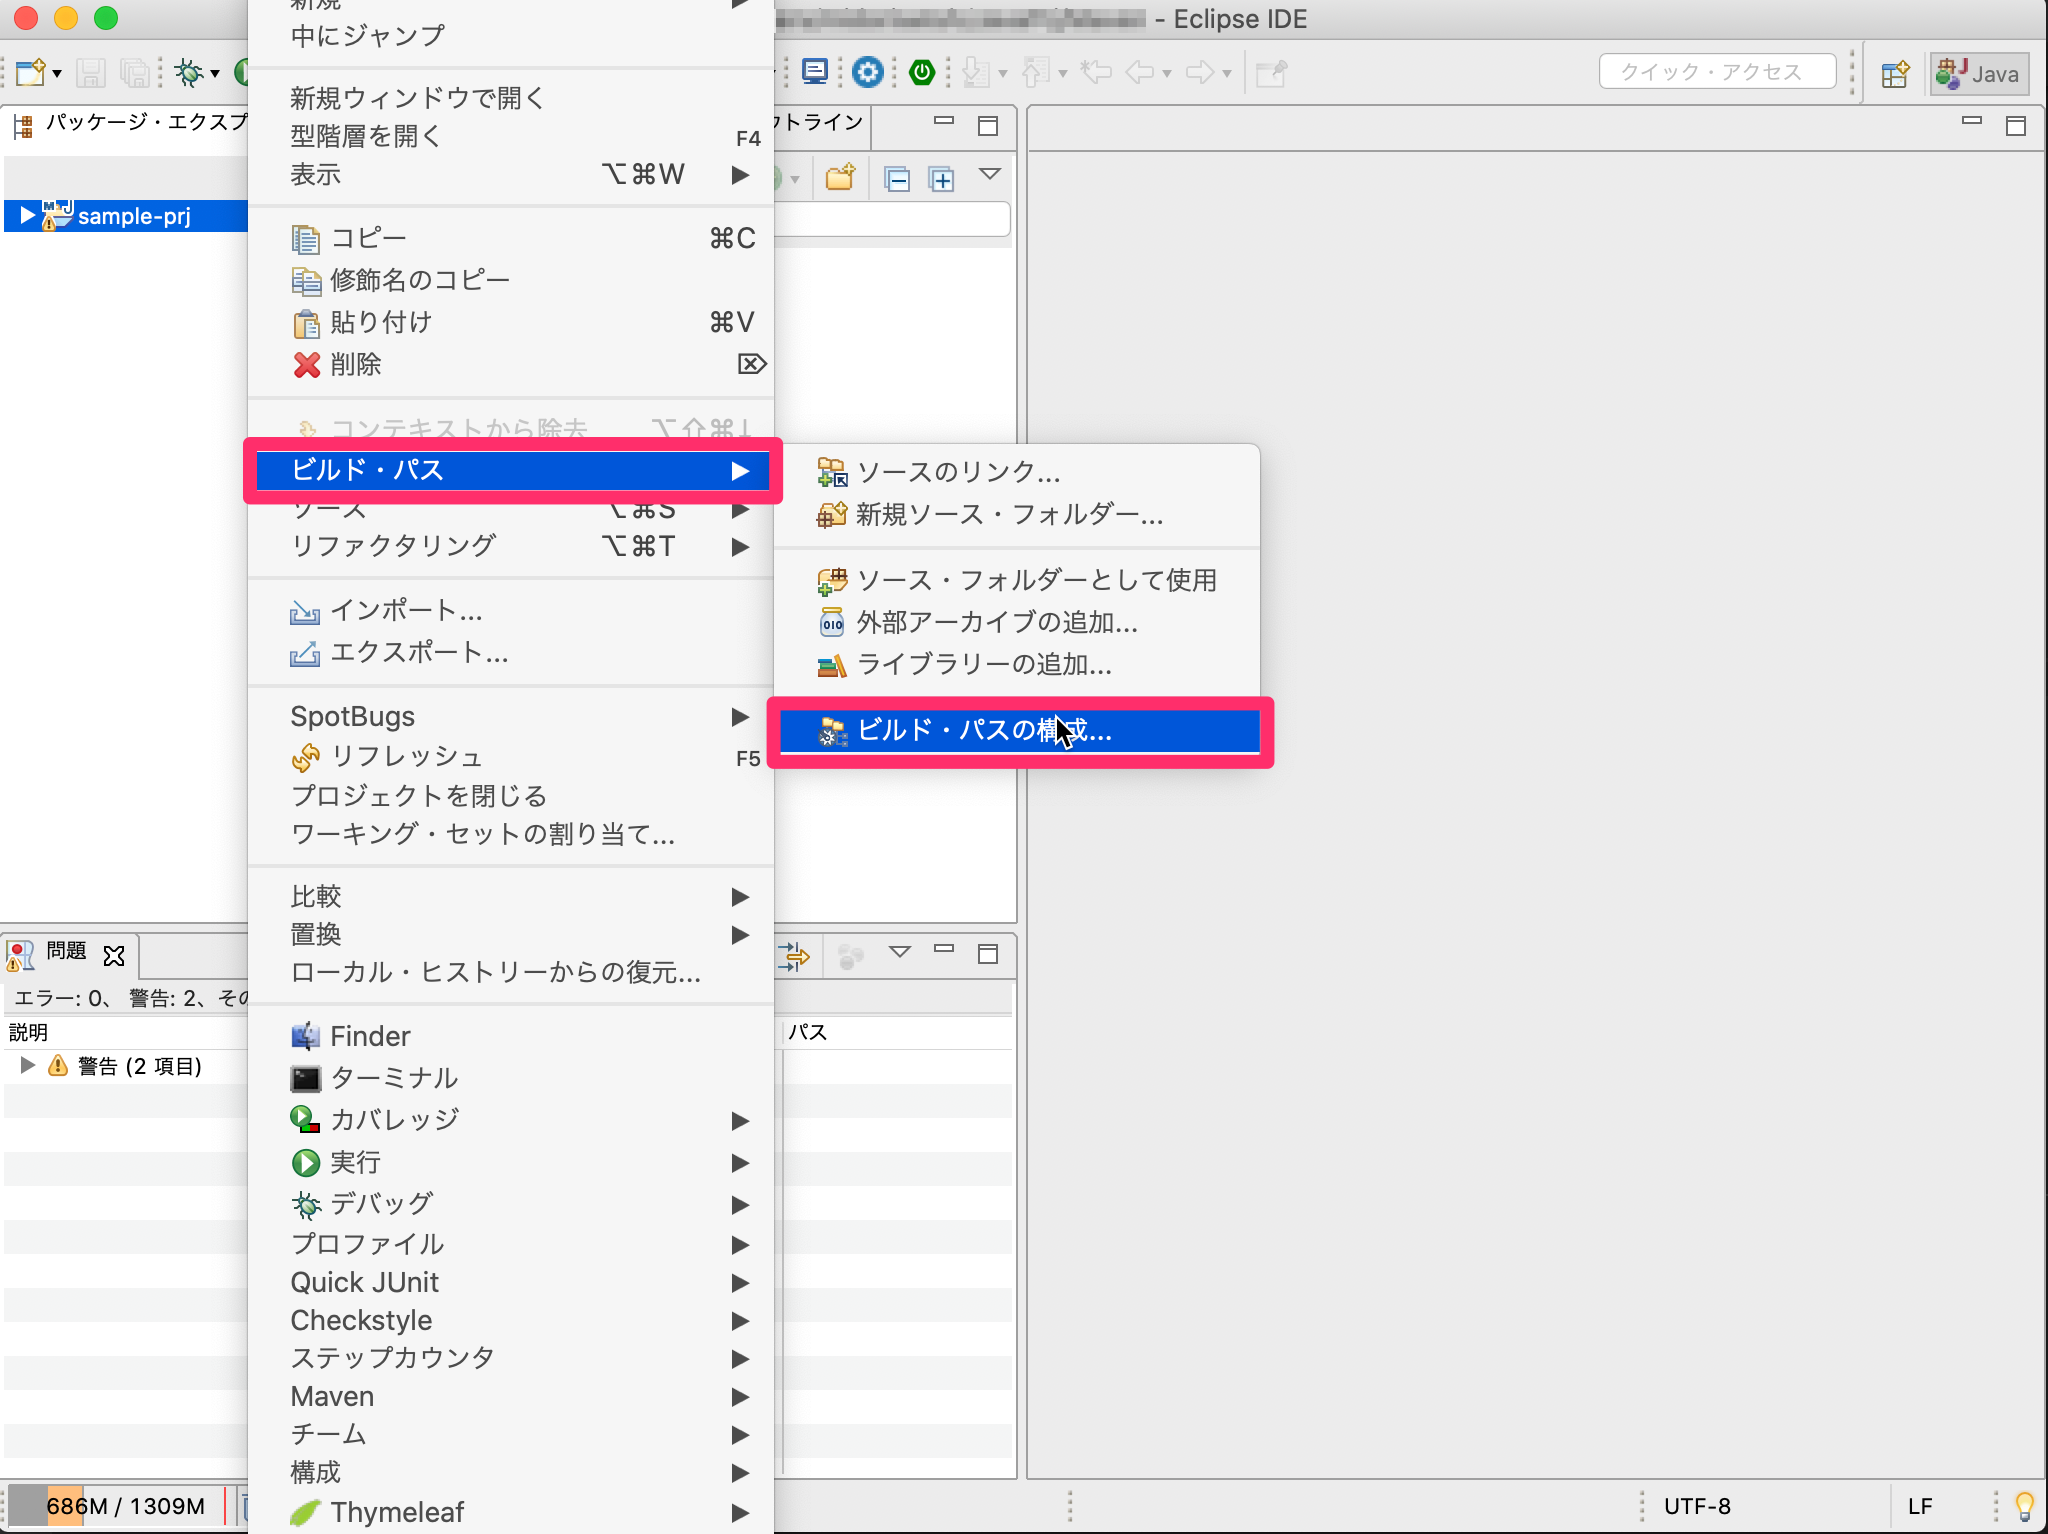 新規
中にジャンプ
- Eclipse IDE
クイック・アクセス
Java
パッケージ・エクスプ
トライン
新規ウィンドウで開く
型階層を開く F4
表示 ⌥⌘W
sample-prj
コピー ⌘C
修飾名のコピー
貼り付け ⌘V
削除 ⌦
コンテキストから除去 ⌥⇧⌘↓
ビルド・パス
ソース ⌥⌘S
リファクタリング ⌥⌘T
インポート...
エクスポート...
SpotBugs
リフレッシュ F5
プロジェクトを閉じる
ワーキング・セットの割り当て...
比較
置換
ローカル・ヒストリーからの復元...
Finder
ターミナル
カバレッジ
実行
デバッグ
プロファイル
Quick JUnit
Checkstyle
ステップカウンタ
Maven
チーム
構成
Thymeleaf
ソースのリンク...
新規ソース・フォルダー...
ソース・フォルダーとして使用
外部アーカイブの追加...
ライブラリーの追加...
ビルド・パスの構成...
問題
エラー: 0、 警告: 2、その
説明
パス
警告 (2 項目)
686M / 1309M
UTF-8
LF